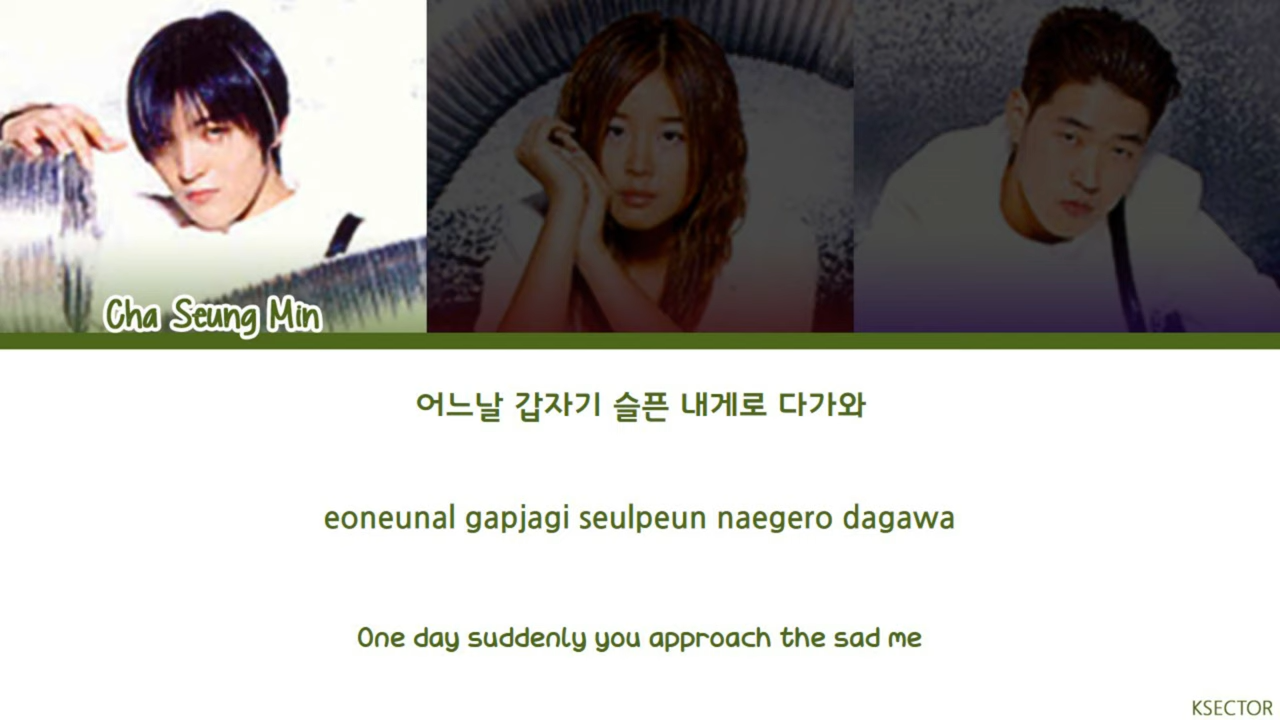 Cha Seung Min
어느날 갑자기 슬픈 내게로 다가와
eoneunal gapjagi seulpeun naegero dagawa
One day suddenly you approach the sad me
KSECTOR